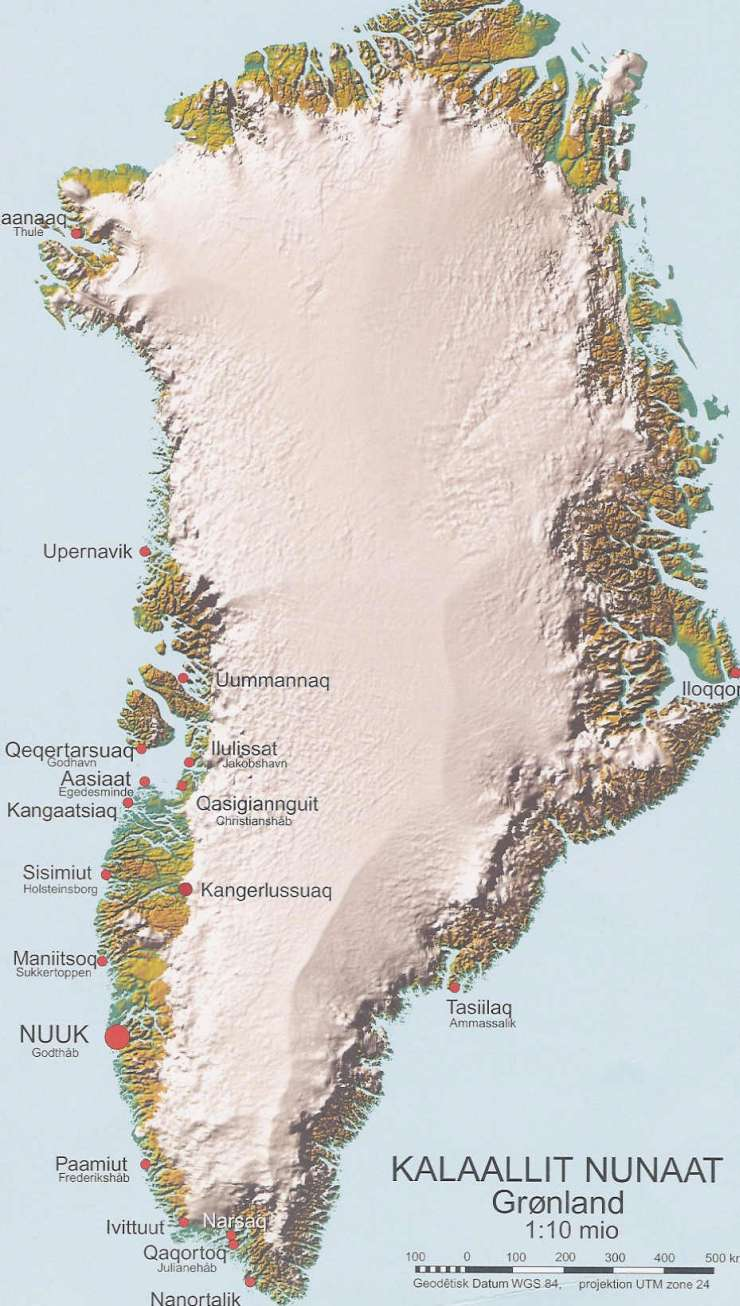 aanaaq
Thule
Upernavik
Uummannaq
Iloqqor
Qeqertarsuaq
Godhavn
Ilulissat
Jakobshavn
Aasiaat
Egedesminde
Kangaatsiaq
Qasigiannguit
Christianshåb
Sisimiut
Holsteinsborg
Kangerlussuaq
Maniitsoq
Sukkertoppen
Tasiilaq
Ammassalik
NUUK
Godthåb
Paamiut
Frederikshåb
KALAALLIT NUNAAT
Grønland
1:10 mio
Ivittuut
Narsaq
Qaqortoq
Julianehåb
Nanortalik
100 0 100 200 300 400 500 km
Geodêtisk Datum WGS 84, projektion UTM zone 24